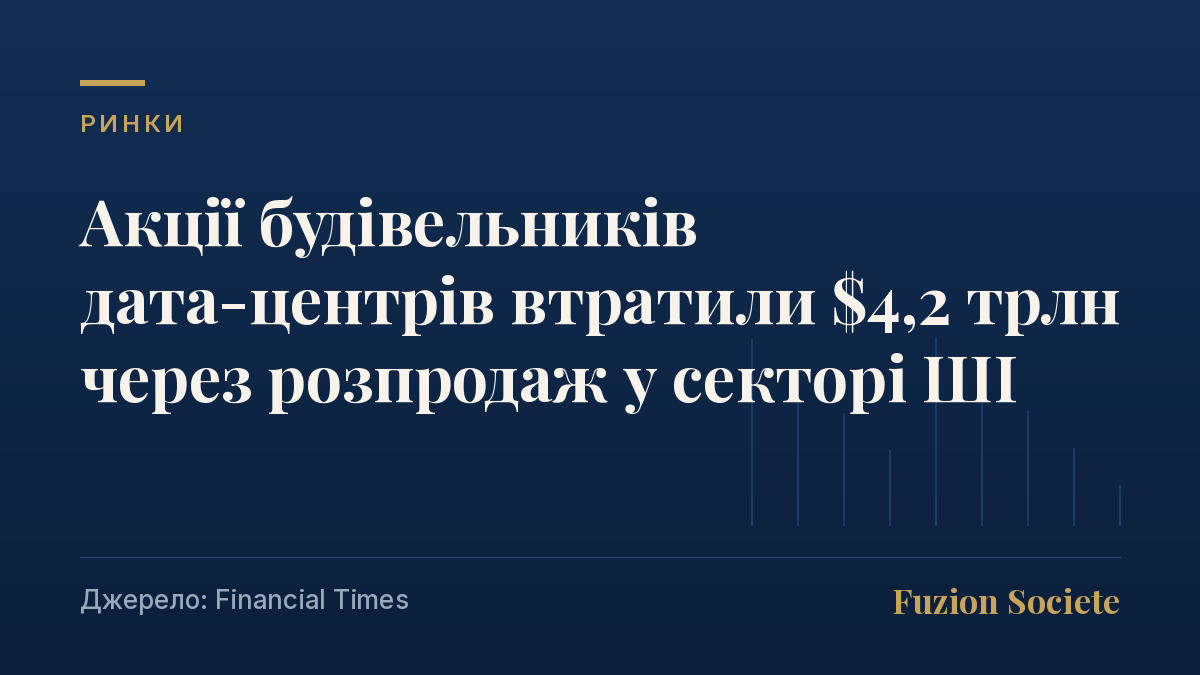 РИНКИ
Акції будівельників
дата-центрів втратили $4,2 трлн
через розпродаж у секторі ШІ
Джерело: Financial Times
Fuzion Societe